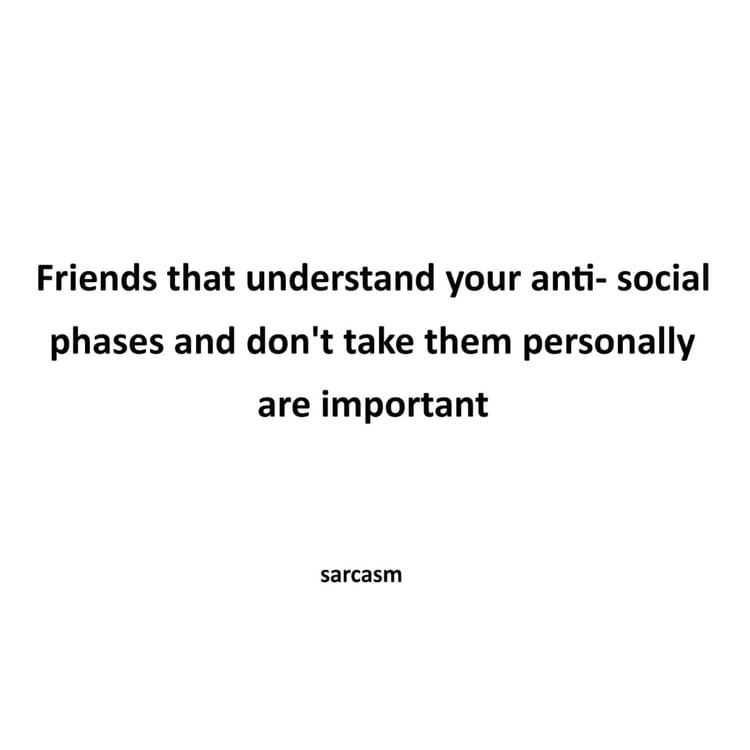 Friends that understand your anti- social
phases and don't take them personally
are important
sarcasm